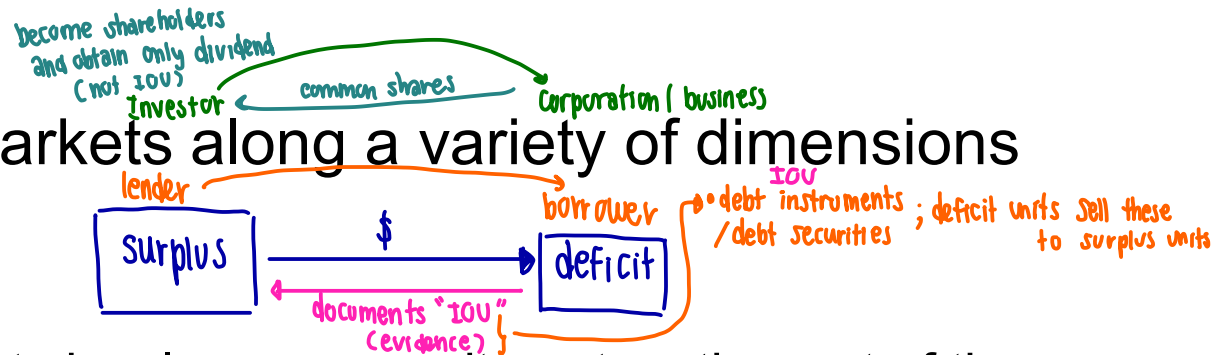 become shareholders
and obtain only dividend
(not IOU)
Investor
common shares
Corporation/ business
arkets along a variety of dimensions
lender
borrower
IOU
• debt instruments
/debt securities
; deficit units sell these
to surplus units
surplus
$
deficit
documents "IOU"
(evidence)